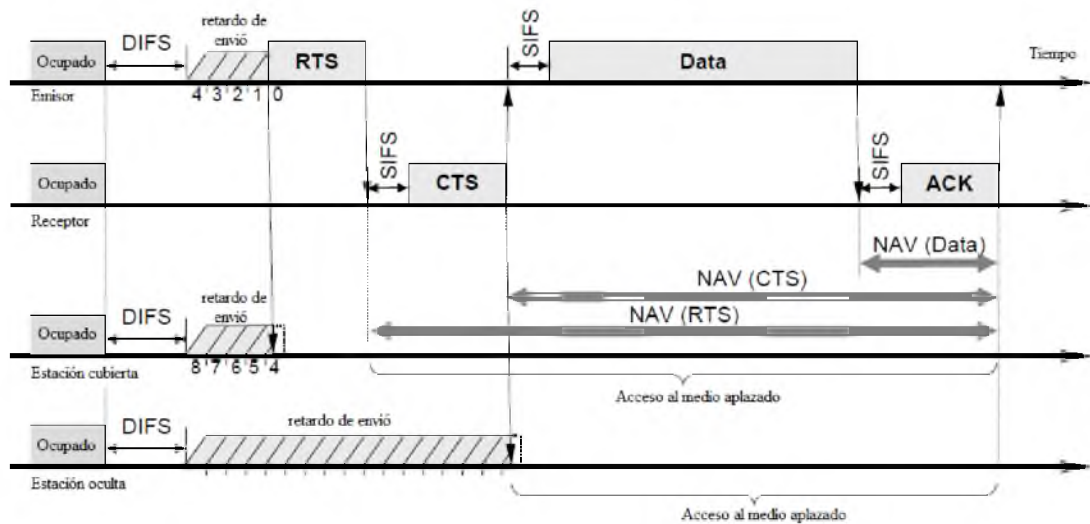 retardo de
envió
DIFS
SIFS
Ocupado
RTS
Data
Tiempo
4 3 2 1 0
Emisor
SIFS
SIFS
Ocupado
CTS
ACK
Receptor
NAV (Data)
NAV (CTS)
retardo de
envió
NAV (RTS)
DIFS
Ocupado
8 7 6 5 4
Estación cubierta
Acceso al medio aplazado
DIFS
retardo de envió
Ocupado
Estación oculta
Acceso al medio aplazado